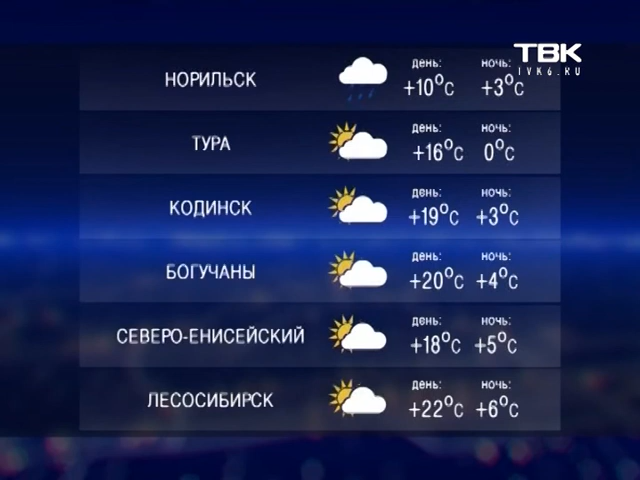 ТВК
TVK6.RU
НОРИЛЬСК
день: ночь:
+10°C +3°C
ТУРА
день: ночь:
+16°C 0°C
КОДИНСК
день: ночь:
+19°C +3°C
БОГУЧАНЫ
день: ночь:
+20°C +4°C
СЕВЕРО-ЕНИСЕЙСКИЙ
день: ночь:
+18°C +5°C
ЛЕСОСИБИРСК
день: ночь:
+22°C +6°C